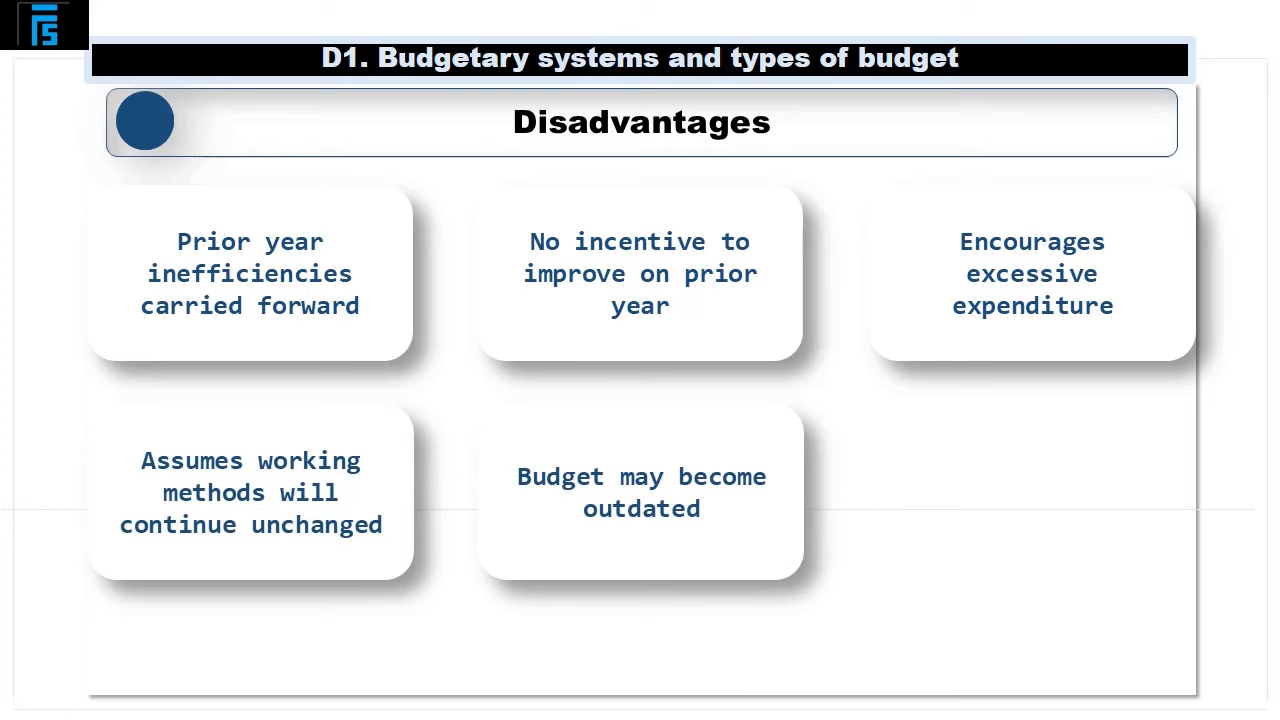 D1. Budgetary systems and types of budget
Disadvantages
Prior year
inefficiencies
carried forward
No incentive to
improve on prior
year
Encourages
excessive
expenditure
Assumes working
methods will
continue unchanged
Budget may become
outdated